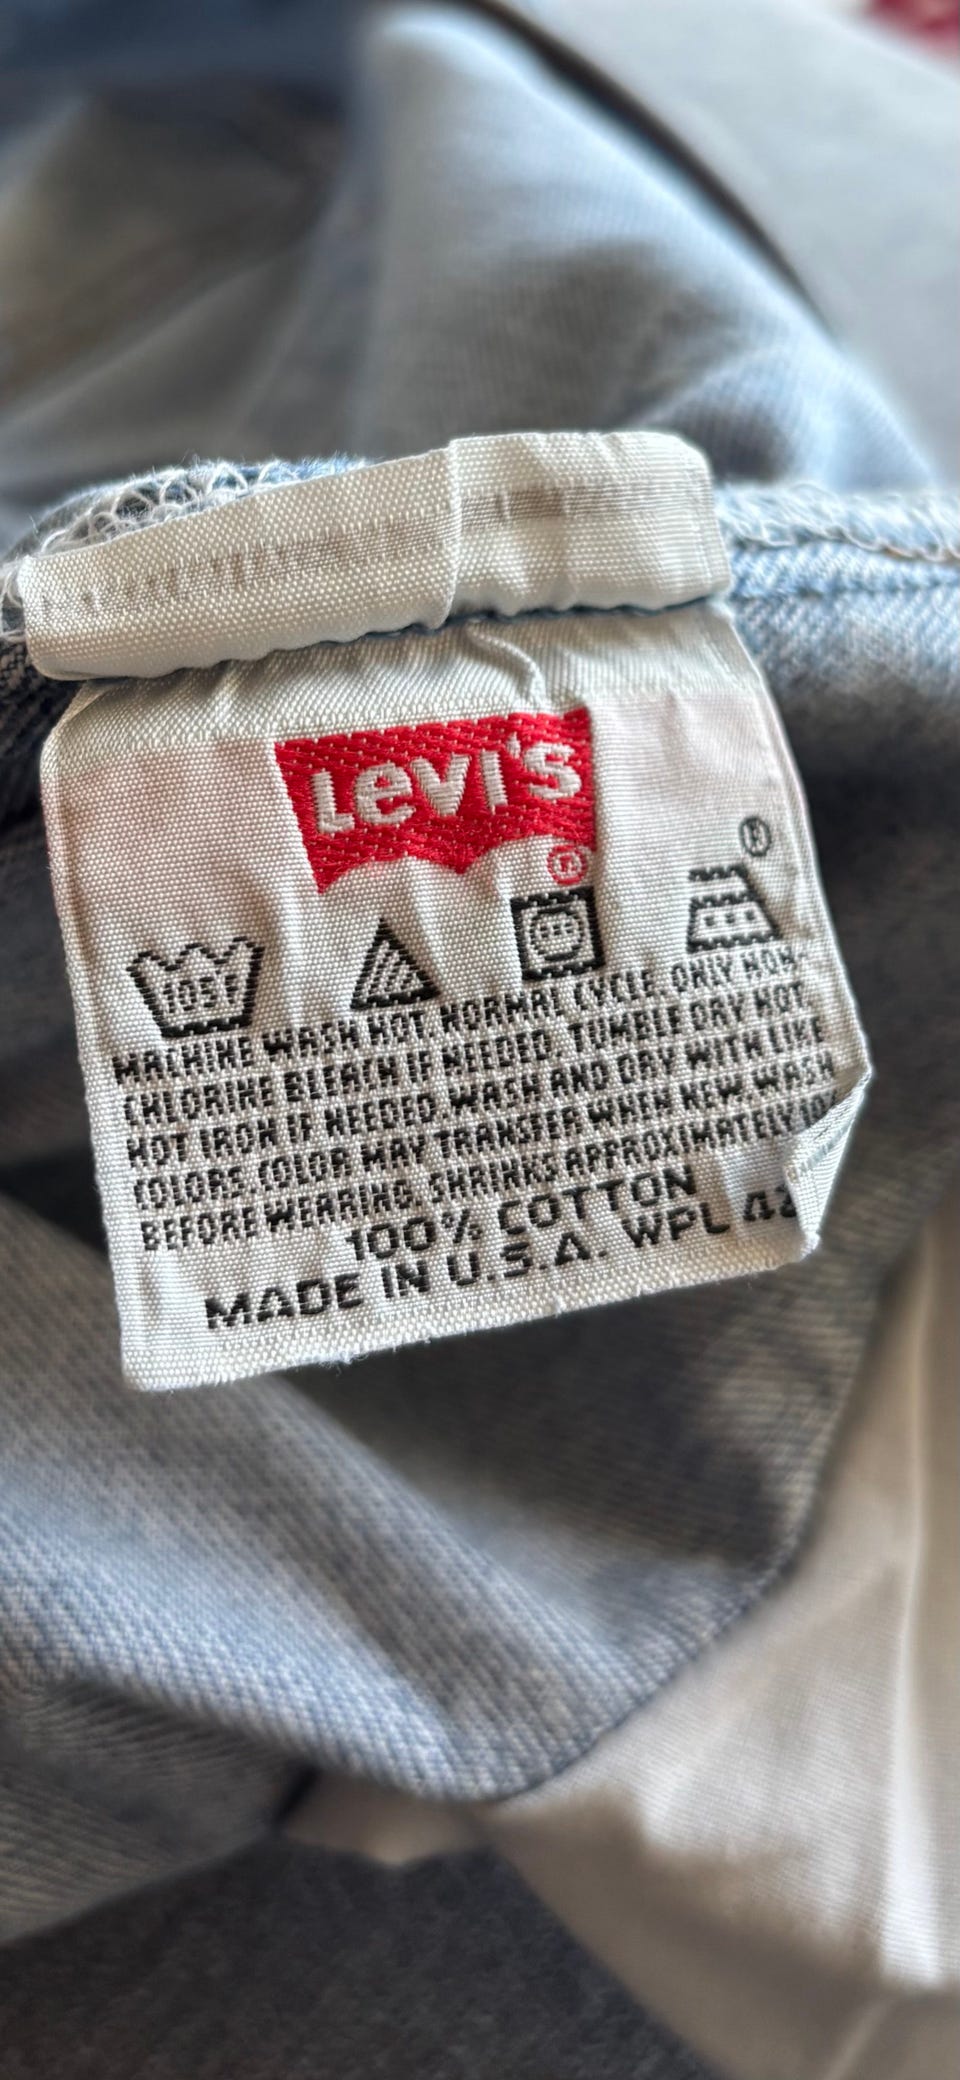 Levi's®
105°
®
MACHINE WASH HOT, NORMAL CYCLE. ONLY NON-
CHLORINE BLEACH IF NEEDED. TUMBLE DRY HOT.
HOT IRON IF NEEDED. WASH AND DRY WITH LIKE
COLORS. COLOR MAY TRANSFER WHEN NEW. WASH
BEFORE WEARING. SHRINKS APPROXIMATELY
100% COTTON
MADE IN U.S.A. WPL